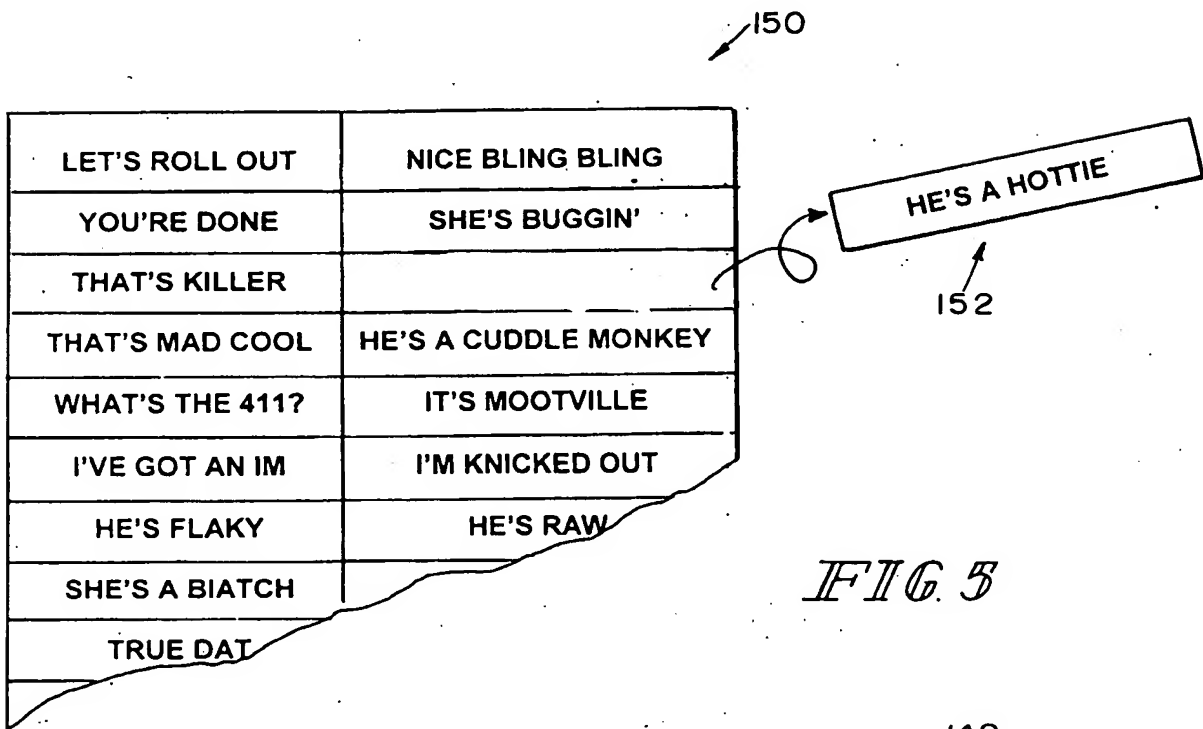 150
LET'S ROLL OUT
NICE BLING BLING
HE'S A HOTTIE
YOU'RE DONE
SHE'S BUGGIN'
THAT'S KILLER
152
THAT'S MAD COOL
HE'S A CUDDLE MONKEY
WHAT'S THE 411?
IT'S MOOTVILLE
I'VE GOT AN IM
I'M KNICKED OUT
HE'S FLAKY
HE'S RAW
SHE'S A BIATCH
FIG. 5
TRUE DAT